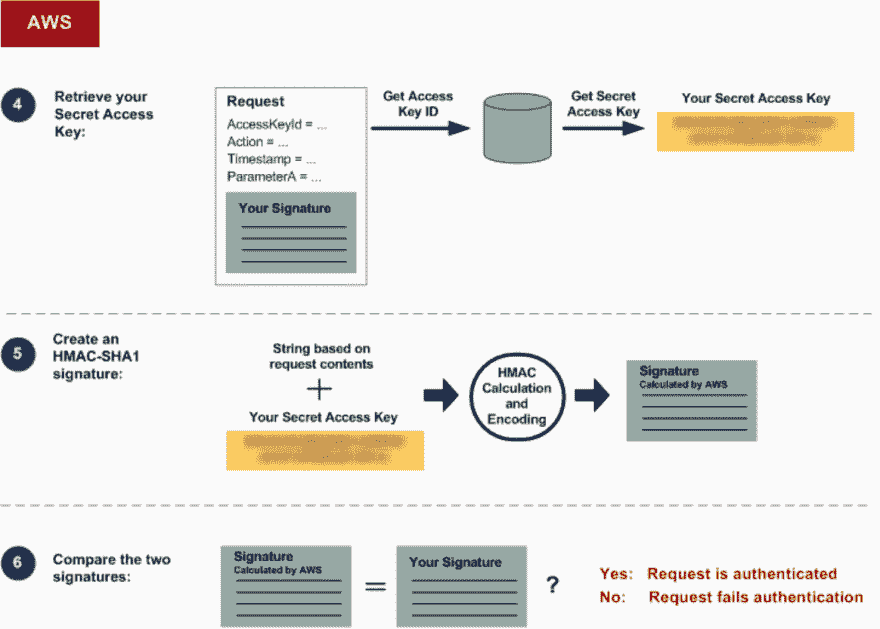 AWS
4
Retrieve your
Secret Access
Key:
Request
AccessKeyId = ...
Action = ...
Timestamp = ...
ParameterA = ...
Your Signature
Get Access
Key ID
Get Secret
Access Key
Your Secret Access Key
5
Create an
HMAC-SHA1
signature:
String based on
request contents
+
Your Secret Access Key
HMAC
Calculation
and
Encoding
Signature
Calculated by AWS
6
Compare the two
signatures:
Signature
Calculated by AWS
=
Your Signature
?
Yes: Request is authenticated
No: Request fails authentication